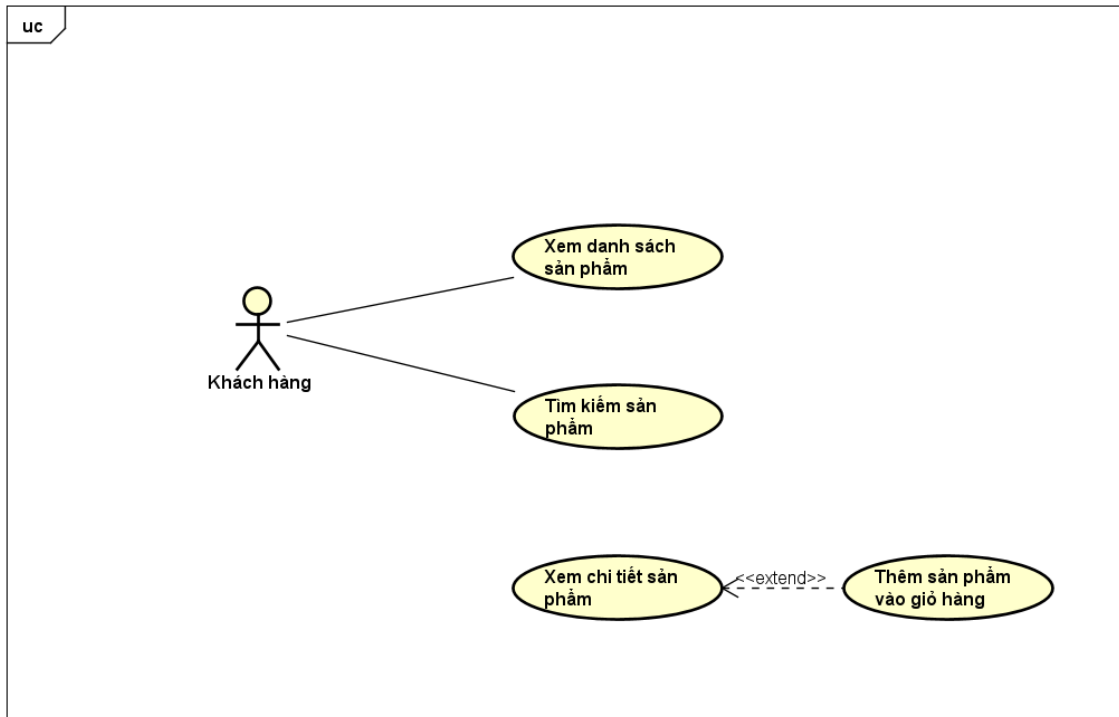 uc
Xem danh sách
sản phẩm
Khách hàng
Tìm kiếm sản
phẩm
Xem chi tiết sản
phẩm
<<extend>>
Thêm sản phẩm
vào giỏ hàng